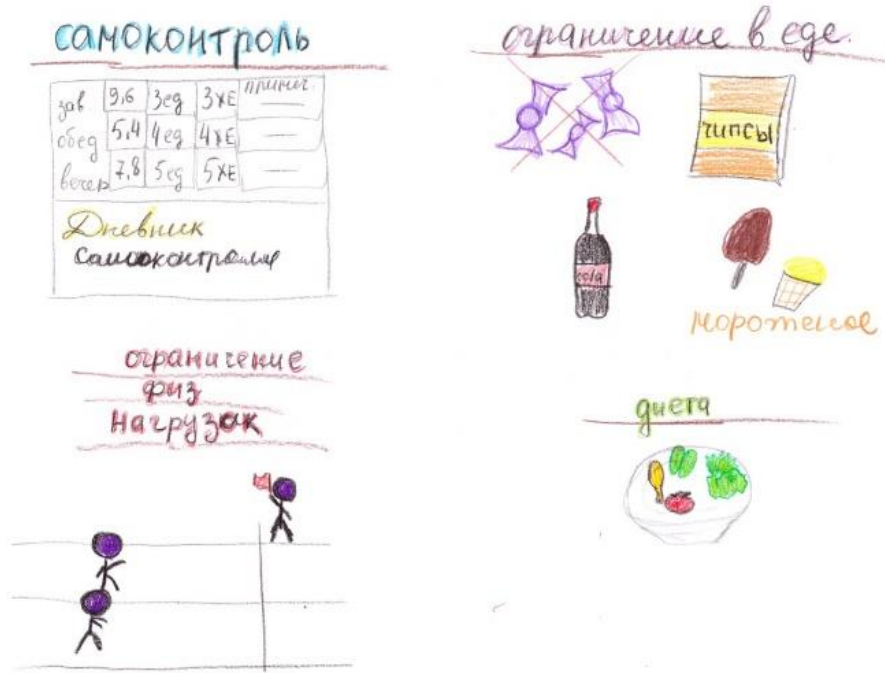 самоконтроль
зав 9,6 3ед 3ХЕ примеч.
обед 5,4 4ед 4ХЕ
вечер 7,8 5ед 5ХЕ
Дневник
Самоконтроля
ограничение
физ
нагрузок
ограничение в еде.
чипсы
cola
мороженое
диета